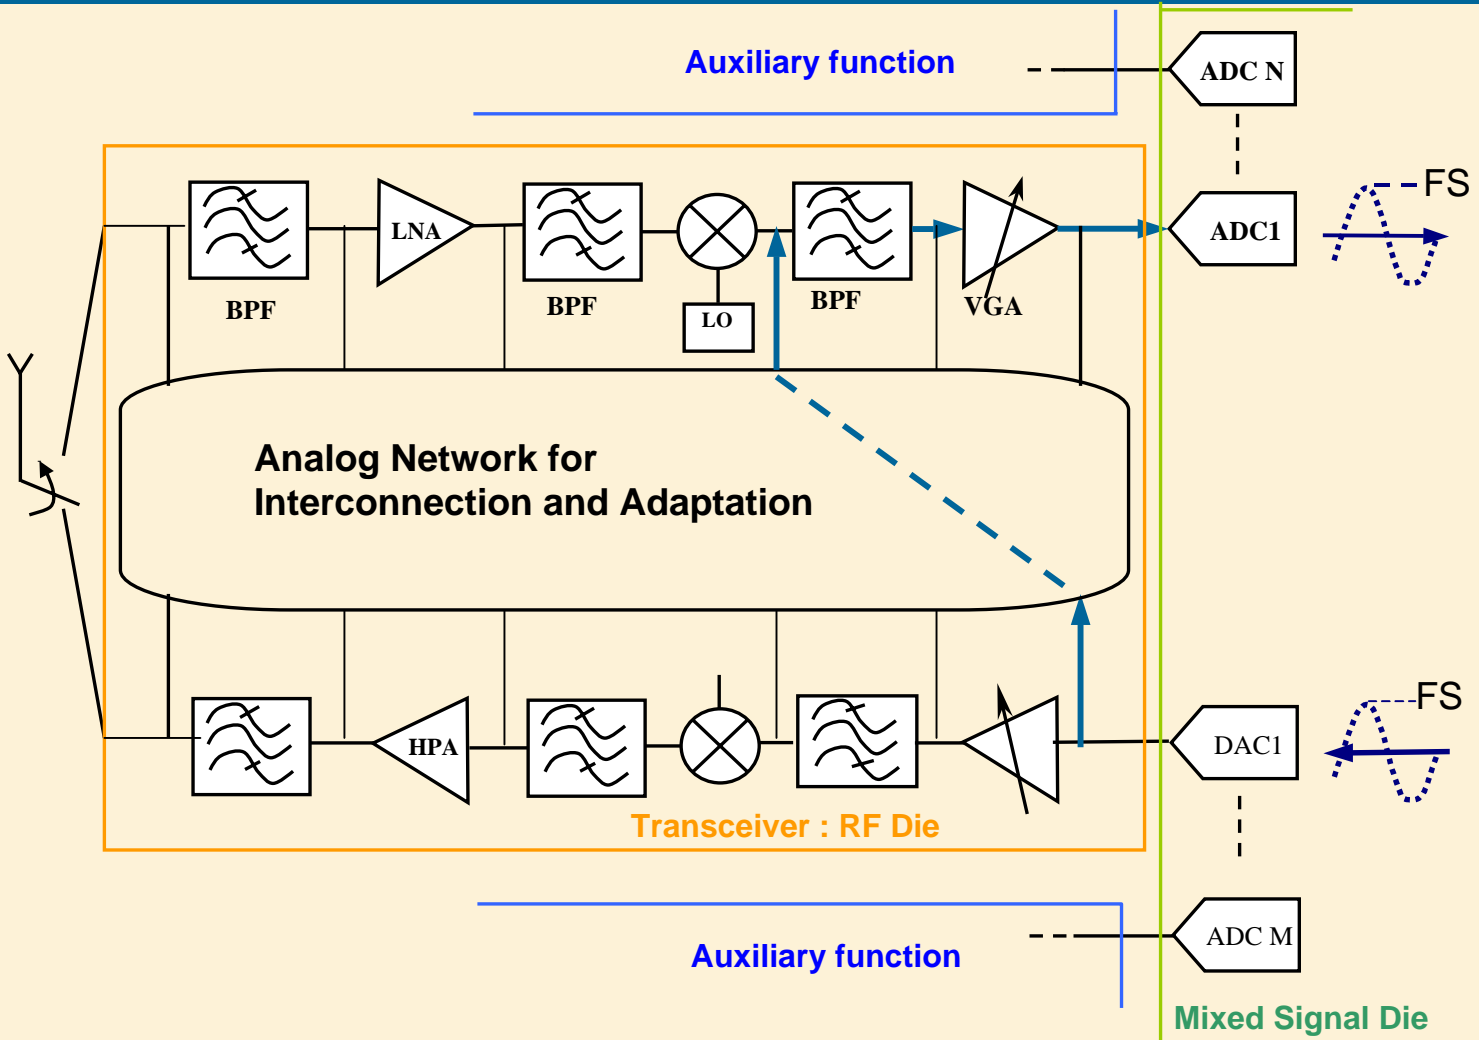 Auxiliary function
ADC N
FS
LNA
ADC1
BPF
BPF
LO
BPF
VGA
Analog Network for
Interconnection and Adaptation
FS
HPA
DAC1
Transceiver : RF Die
Auxiliary function
ADC M
Mixed Signal Die